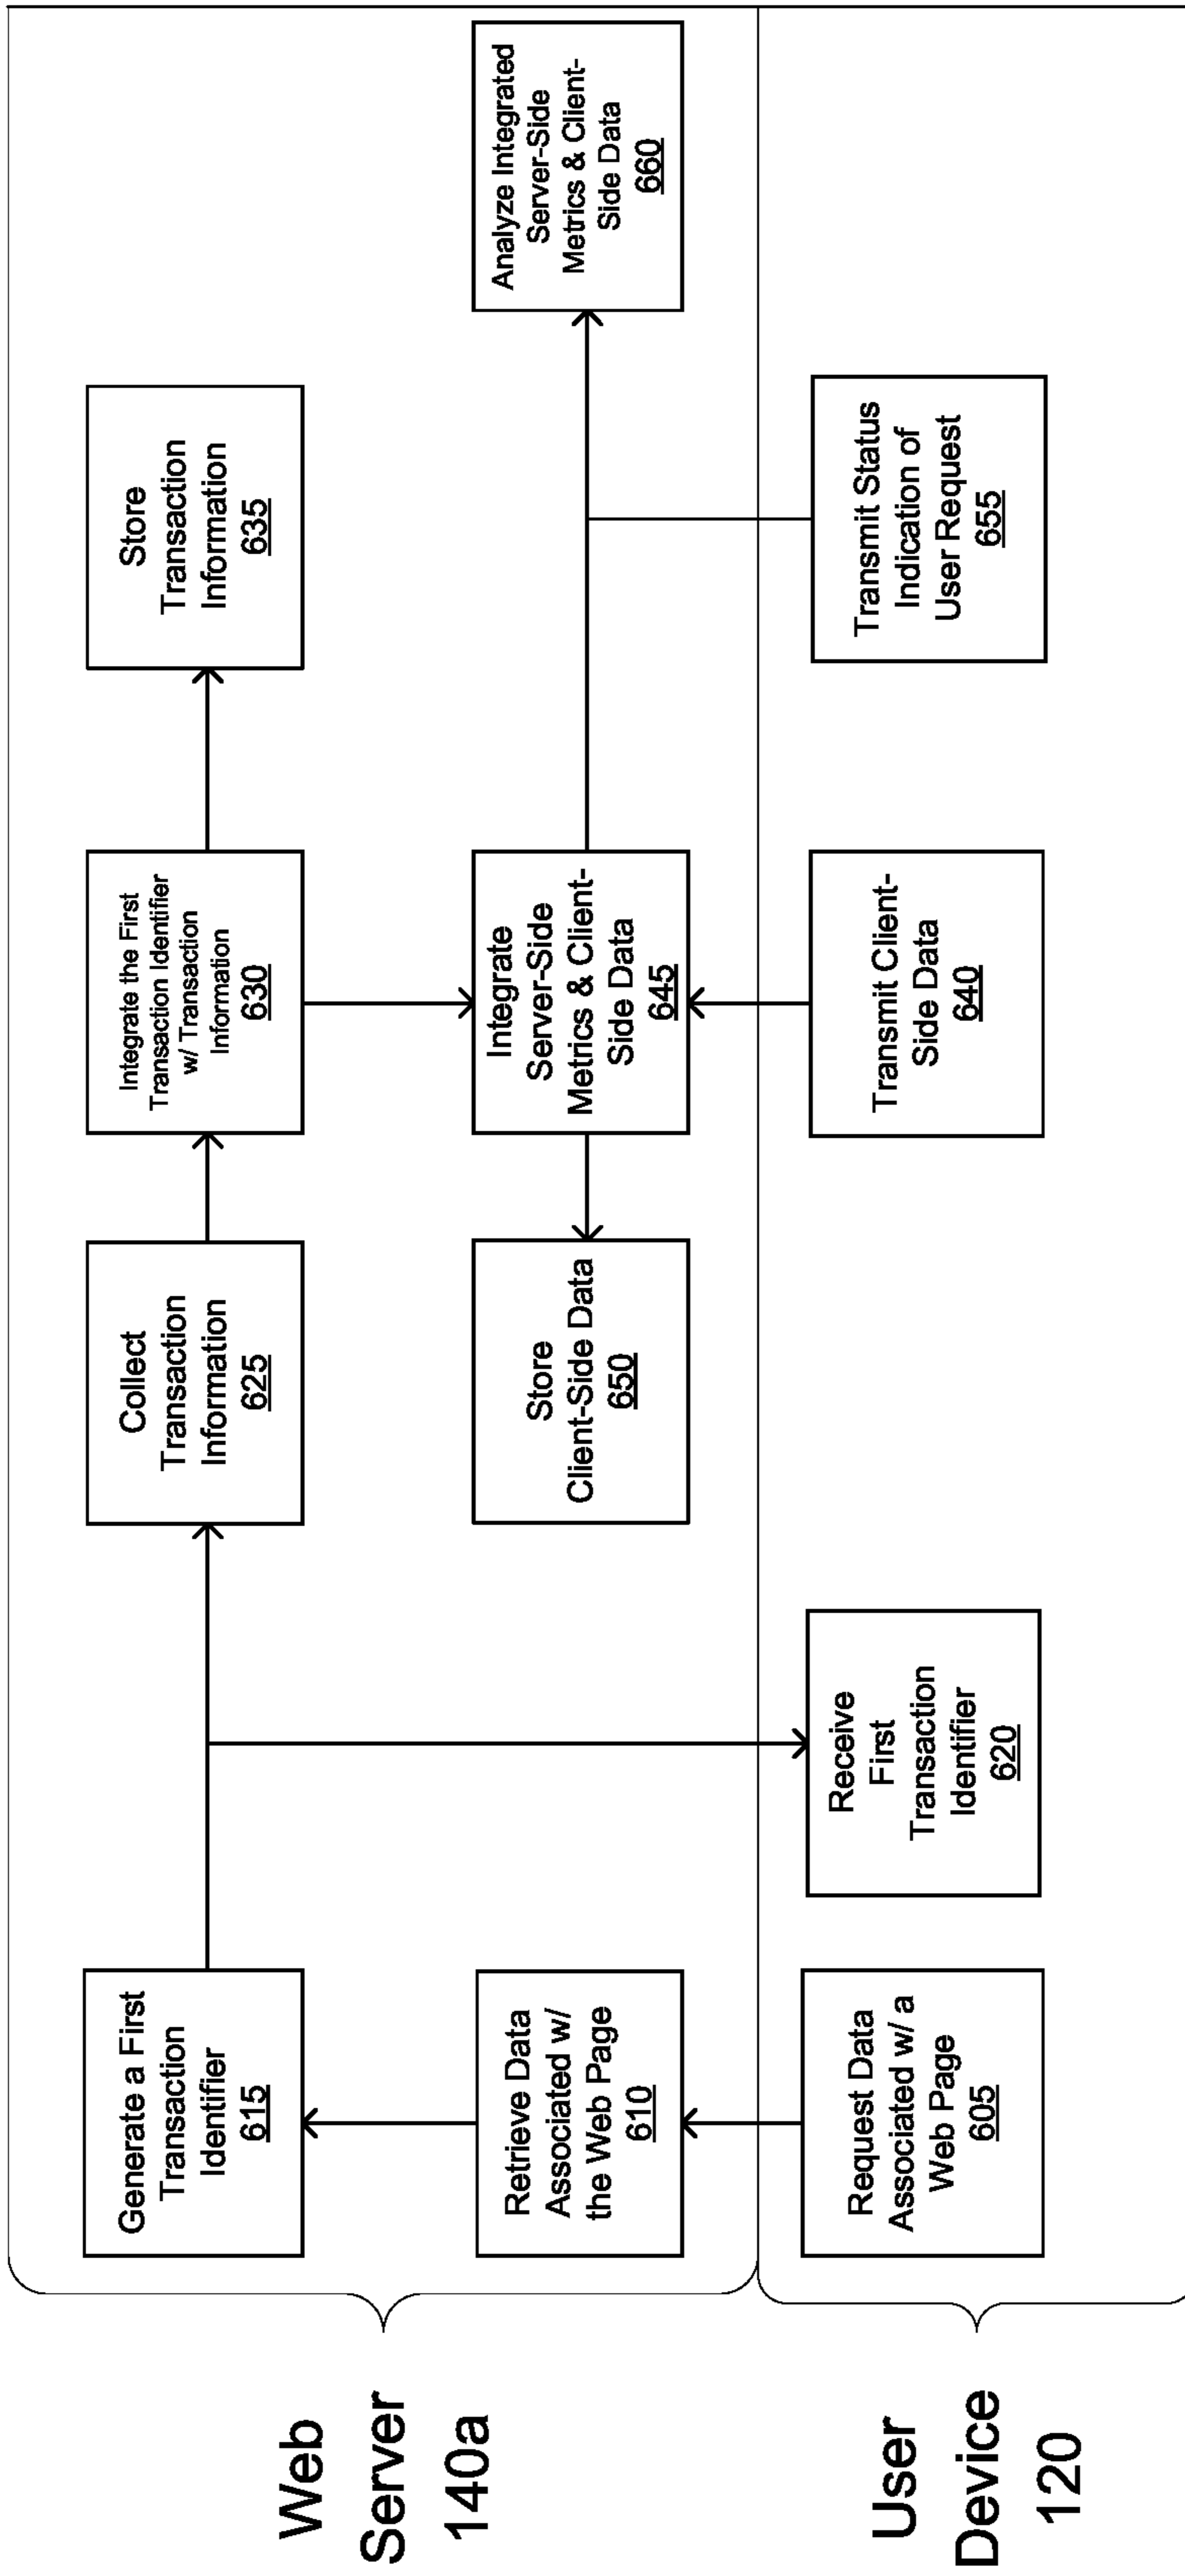 Web
Server
140a
Generate a First
Transaction
Identifier
615
Collect
Transaction
Information
625
Integrate the First
Transaction Identifier
w/ Transaction
Information
630
Store
Transaction
Information
635
Retrieve Data
Associated w/
the Web Page
610
Store
Client-Side Data
650
Integrate
Server-Side
Metrics & Client-
Side Data
645
Analyze Integrated
Server-Side
Metrics & Client-
Side Data
660
User
Device
120
Request Data
Associated w/ a
Web Page
605
Receive
First
Transaction
Identifier
620
Transmit Client-
Side Data
640
Transmit Status
Indication of
User Request
655